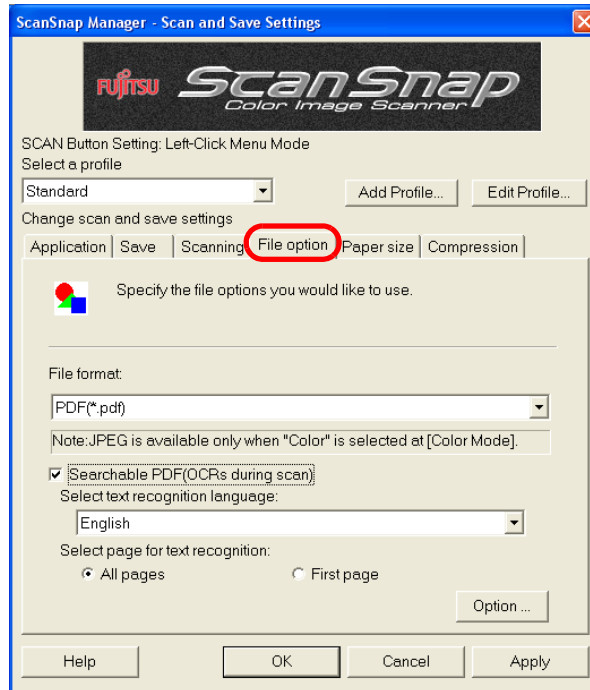 ScanSnap Manager - Scan and Save Settings
FUJITSU ScanSnap
Color Image Scanner
SCAN Button Setting: Left-Click Menu Mode
Select a profile
Standard Add Profile... Edit Profile...
Change scan and save settings
Application Save Scanning File option Paper size Compression
Specify the file options you would like to use.
File format:
PDF(*.pdf)
Note:JPEG is available only when "Color" is selected at [Color Mode].
Searchable PDF(OCRs during scan)
Select text recognition language:
English
Select page for text recognition:
All pages First page
Option ...
Help OK Cancel Apply